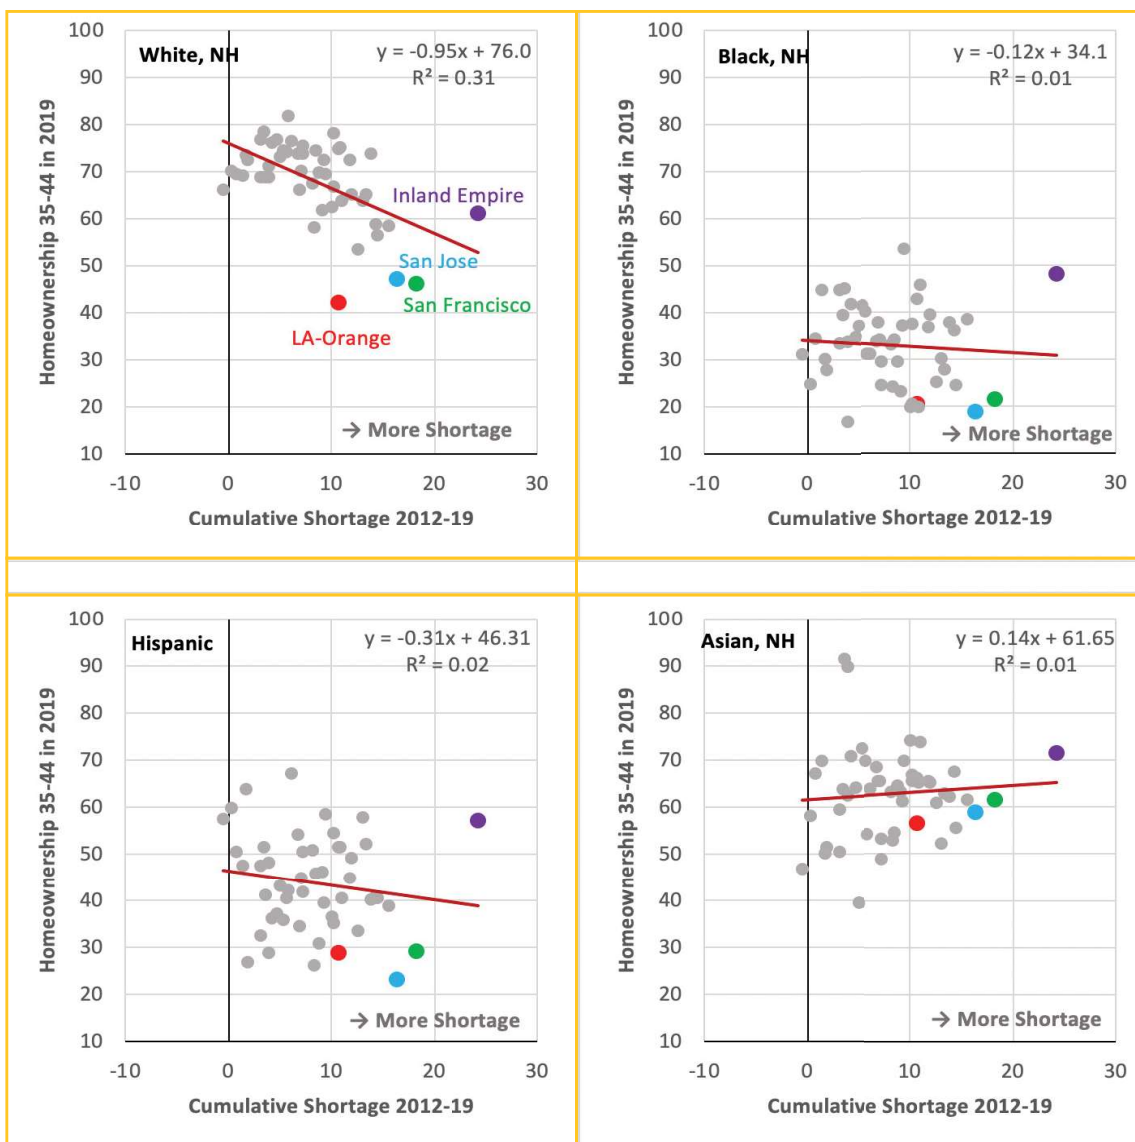 White, NH
y = -0.95x + 76.0
R² = 0.31
Homeownership 35-44 in 2019
100
90
80
70
60
50
40
30
20
10
Inland Empire
San Jose
San Francisco
LA-Orange
→ More Shortage
-10 0 10 20 30
Cumulative Shortage 2012-19
Black, NH
y = -0.12x + 34.1
R² = 0.01
Homeownership 35-44 in 2019
100
90
80
70
60
50
40
30
20
10
→ More Shortage
-10 0 10 20 30
Cumulative Shortage 2012-19
Hispanic
y = -0.31x + 46.31
R² = 0.02
Homeownership 35-44 in 2019
100
90
80
70
60
50
40
30
20
10
→ More Shortage
-10 0 10 20 30
Cumulative Shortage 2012-19
Asian, NH
y = 0.14x + 61.65
R² = 0.01
Homeownership 35-44 in 2019
100
90
80
70
60
50
40
30
20
10
→ More Shortage
-10 0 10 20 30
Cumulative Shortage 2012-19